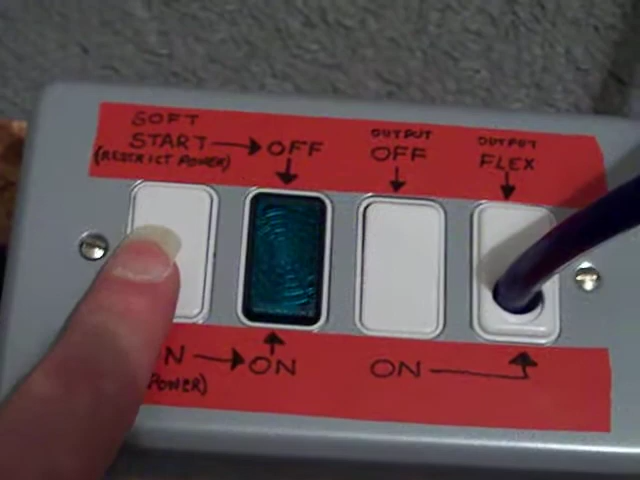 SOFT
START → OFF
(RESTRICT POWER)
OUTPUT
OFF
OUTPUT
FLEX
N → ON
POWER)
ON